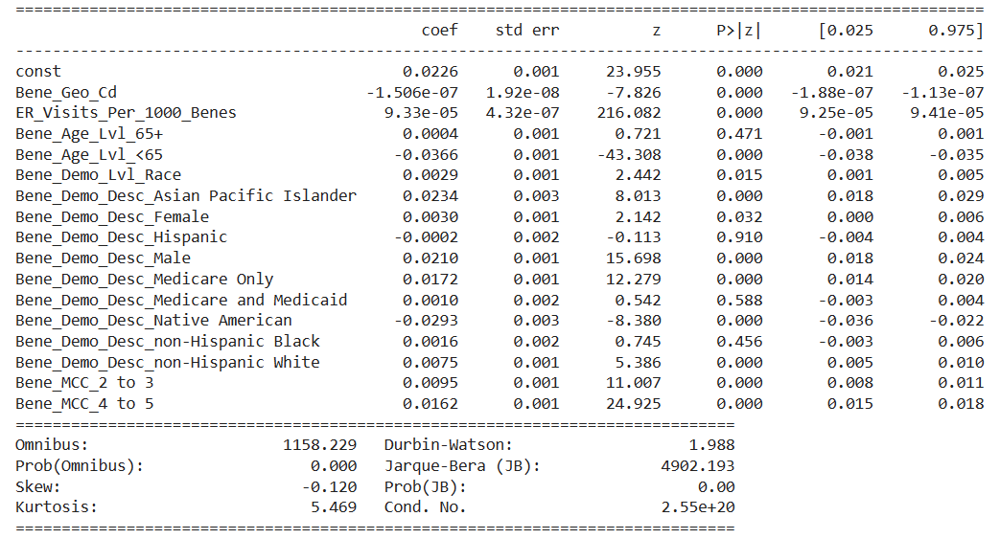 ==============================================================================================================
coef std err z P>|z| [0.025 0.975]
--------------------------------------------------------------------------------------------------------------
const 0.0226 0.001 23.955 0.000 0.021 0.025
Bene_Geo_Cd -1.506e-07 1.92e-08 -7.826 0.000 -1.88e-07 -1.13e-07
ER_Visits_Per_1000_Benes 9.33e-05 4.32e-07 216.082 0.000 9.25e-05 9.41e-05
Bene_Age_Lvl_65+ 0.0004 0.001 0.721 0.471 -0.001 0.001
Bene_Age_Lvl_<65 -0.0366 0.001 -43.308 0.000 -0.038 -0.035
Bene_Demo_Lvl_Race 0.0029 0.001 2.442 0.015 0.001 0.005
Bene_Demo_Desc_Asian Pacific Islander 0.0234 0.003 8.013 0.000 0.018 0.029
Bene_Demo_Desc_Female 0.0030 0.001 2.142 0.032 0.000 0.006
Bene_Demo_Desc_Hispanic -0.0002 0.002 -0.113 0.910 -0.004 0.004
Bene_Demo_Desc_Male 0.0210 0.001 15.698 0.000 0.018 0.024
Bene_Demo_Desc_Medicare Only 0.0172 0.001 12.279 0.000 0.014 0.020
Bene_Demo_Desc_Medicare and Medicaid 0.0010 0.002 0.542 0.588 -0.003 0.004
Bene_Demo_Desc_Native American -0.0293 0.003 -8.380 0.000 -0.036 -0.022
Bene_Demo_Desc_non-Hispanic Black 0.0016 0.002 0.745 0.456 -0.003 0.006
Bene_Demo_Desc_non-Hispanic White 0.0075 0.001 5.386 0.000 0.005 0.010
Bene_MCC_2 to 3 0.0095 0.001 11.007 0.000 0.008 0.011
Bene_MCC_4 to 5 0.0162 0.001 24.925 0.000 0.015 0.018
==============================================================================
Omnibus: 1158.229 Durbin-Watson: 1.988
Prob(Omnibus): 0.000 Jarque-Bera (JB): 4902.193
Skew: -0.120 Prob(JB): 0.00
Kurtosis: 5.469 Cond. No. 2.55e+20
==============================================================================